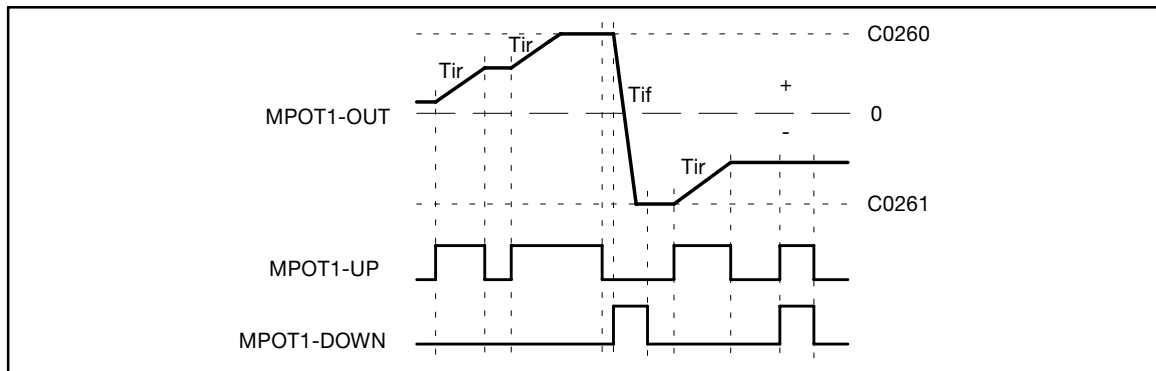 C0260
Tir
Tir
Tif
+
MPOT1-OUT
0
-
Tir
C0261
MPOT1-UP
MPOT1-DOWN